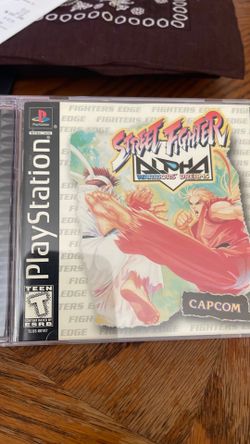 PlayStation
FIGHTERS EDGE
STREET FIGHTER
ALPHA
WARRIORS' DREAMS
CAPCOM
TEEN
T
ESRB